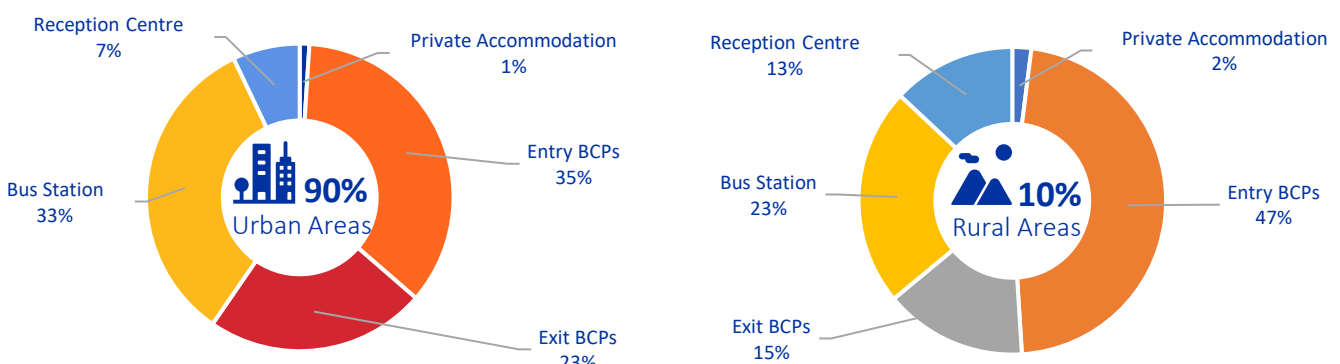 Reception Centre
7%
Private Accommodation
1%
Entry BCPs
35%
Bus Station
33%
90%
Urban Areas
Exit BCPs
23%
Reception Centre
13%
Private Accommodation
2%
Bus Station
23%
Entry BCPs
47%
10%
Rural Areas
Exit BCPs
15%